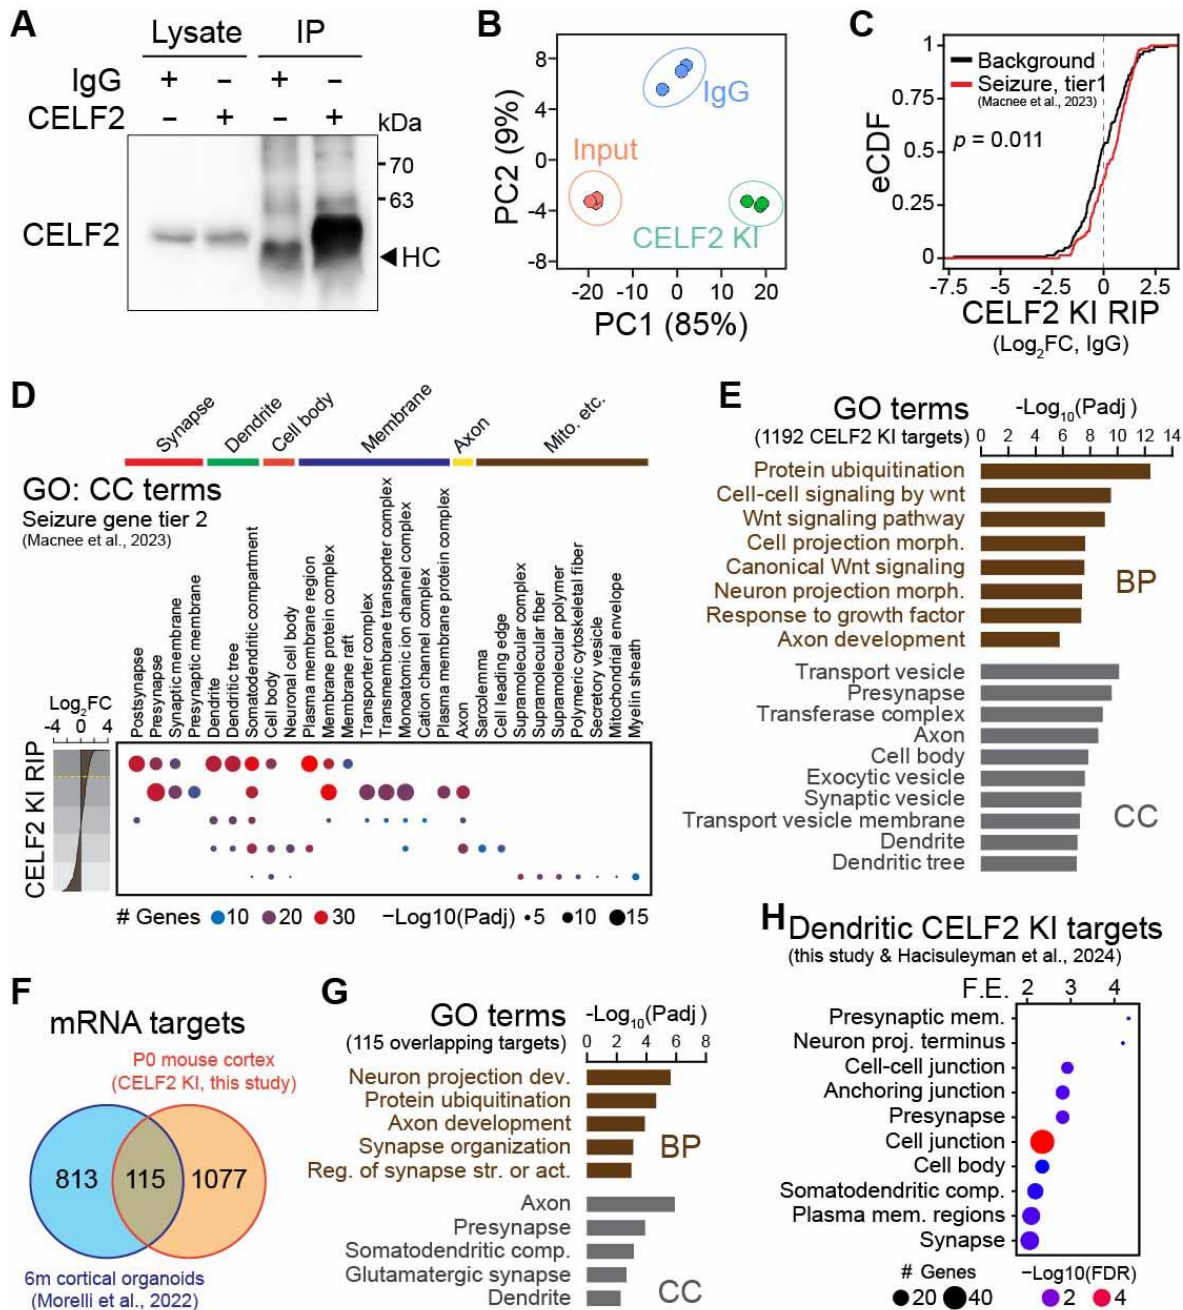 A
Lysate IP
IgG + – + –
CELF2 – + – + kDa
70
63
CELF2
HC
B
8
4
0
-4
-8
PC2 (9%)
IgG
Input
CELF2 KI
-20 -10 0 10 20
PC1 (85%)
C
1
0.75
0.5
0.25
0
eCDF
Background
Seizure, tier1
(Macnee et al., 2023)
p = 0.011
-7.5 -5 -2.5 0 2.5
CELF2 KI RIP
(Log2FC, IgG)
D
Synapse
Dendrite
Cell body
Membrane
Axon
Mito. etc.
GO: CC terms
Seizure gene tier 2
(Macnee et al., 2023)
Postsynapse
Presynapse
Synaptic membrane
Presynaptic membrane
Dendrite
Dendritic tree
Somatodendritic compartment
Cell body
Neuronal cell body
Plasma membrane region
Membrane protein complex
Membrane raft
Transporter complex
Transmembrane transporter complex
Monoatomic ion channel complex
Cation channel complex
Plasma membrane protein complex
Axon
Sarcolemma
Cell leading edge
Supramolecular complex
Supramolecular fiber
Supramolecular polymer
Polymeric cytoskeletal fiber
Secretory vesicle
Mitochondrial envelope
Myelin sheath
Log2FC
-4 0 4
CELF2 KI RIP
# Genes 10 20 30 −Log10(Padj) 5 10 15
E
GO terms
(1192 CELF2 KI targets)
-Log10(Padj)
0 2 4 6 8 10 12 14
Protein ubiquitination
Cell-cell signaling by wnt
Wnt signaling pathway
Cell projection morph.
Canonical Wnt signaling
Neuron projection morph.
Response to growth factor
Axon development
BP
Transport vesicle
Presynapse
Transferase complex
Axon
Cell body
Exocytic vesicle
Synaptic vesicle
Transport vesicle membrane
Dendrite
Dendritic tree
CC
F
mRNA targets
P0 mouse cortex
(CELF2 KI, this study)
813 115 1077
6m cortical organoids
(Morelli et al., 2022)
G
GO terms
(115 overlapping targets)
-Log10(Padj)
0 2 4 6 8
Neuron projection dev.
Protein ubiquitination
Axon development
Synapse organization
Reg. of synapse str. or act.
BP
Axon
Presynapse
Somatodendritic comp.
Glutamatergic synapse
Dendrite
CC
H
Dendritic CELF2 KI targets
(this study & Hacisuleyman et al., 2024)
F.E. 2 3 4
Presynaptic mem.
Neuron proj. terminus
Cell-cell junction
Anchoring junction
Presynapse
Cell junction
Cell body
Somatodendritic comp.
Plasma mem. regions
Synapse
# Genes −Log10(FDR)
20 40 2 4